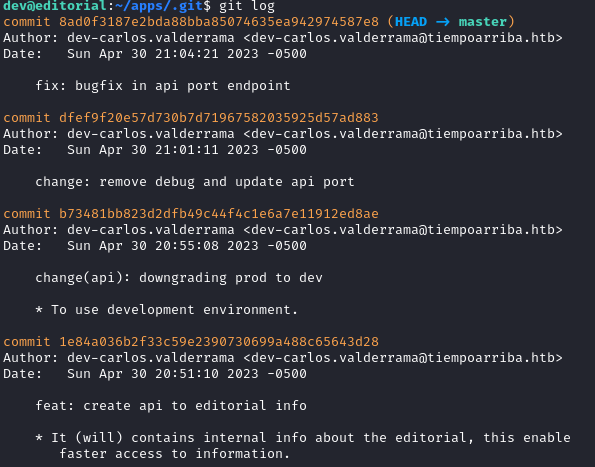 dev@editorial:~/apps/.git$ git log
commit 8ad0f3187e2bda88bba85074635ea942974587e8 (HEAD -> master)
Author: dev-carlos.valderrama <dev-carlos.valderrama@tiempoarriba.htb>
Date:   Sun Apr 30 21:04:21 2023 -0500

    fix: bugfix in api port endpoint

commit dfef9f20e57d730b7d71967582035925d57ad883
Author: dev-carlos.valderrama <dev-carlos.valderrama@tiempoarriba.htb>
Date:   Sun Apr 30 21:01:11 2023 -0500

    change: remove debug and update api port

commit b73481bb823d2dfb49c44f4c1e6a7e11912ed8ae
Author: dev-carlos.valderrama <dev-carlos.valderrama@tiempoarriba.htb>
Date:   Sun Apr 30 20:55:08 2023 -0500

    change(api): downgrading prod to dev

    * To use development environment.

commit 1e84a036b2f33c59e2390730699a488c65643d28
Author: dev-carlos.valderrama <dev-carlos.valderrama@tiempoarriba.htb>
Date:   Sun Apr 30 20:51:10 2023 -0500

    feat: create api to editorial info

    * It (will) contains internal info about the editorial, this enable
       faster access to information.